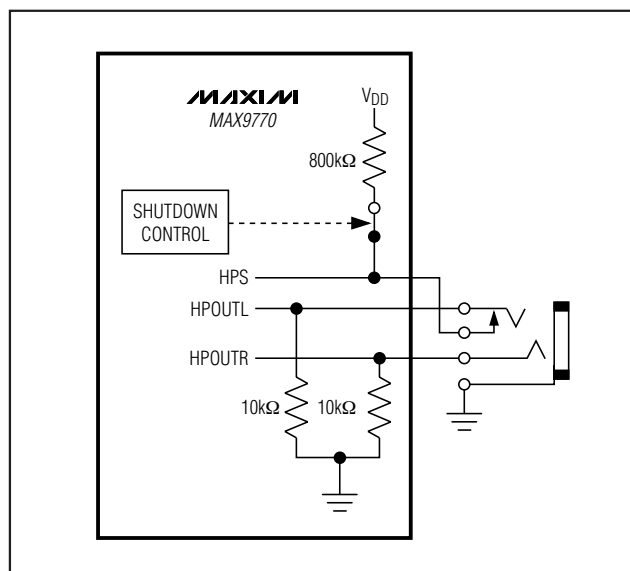 MAXIM
MAX9770
VDD
800kΩ
SHUTDOWN
CONTROL
HPS
HPOUTL
HPOUTR
10kΩ 10kΩ